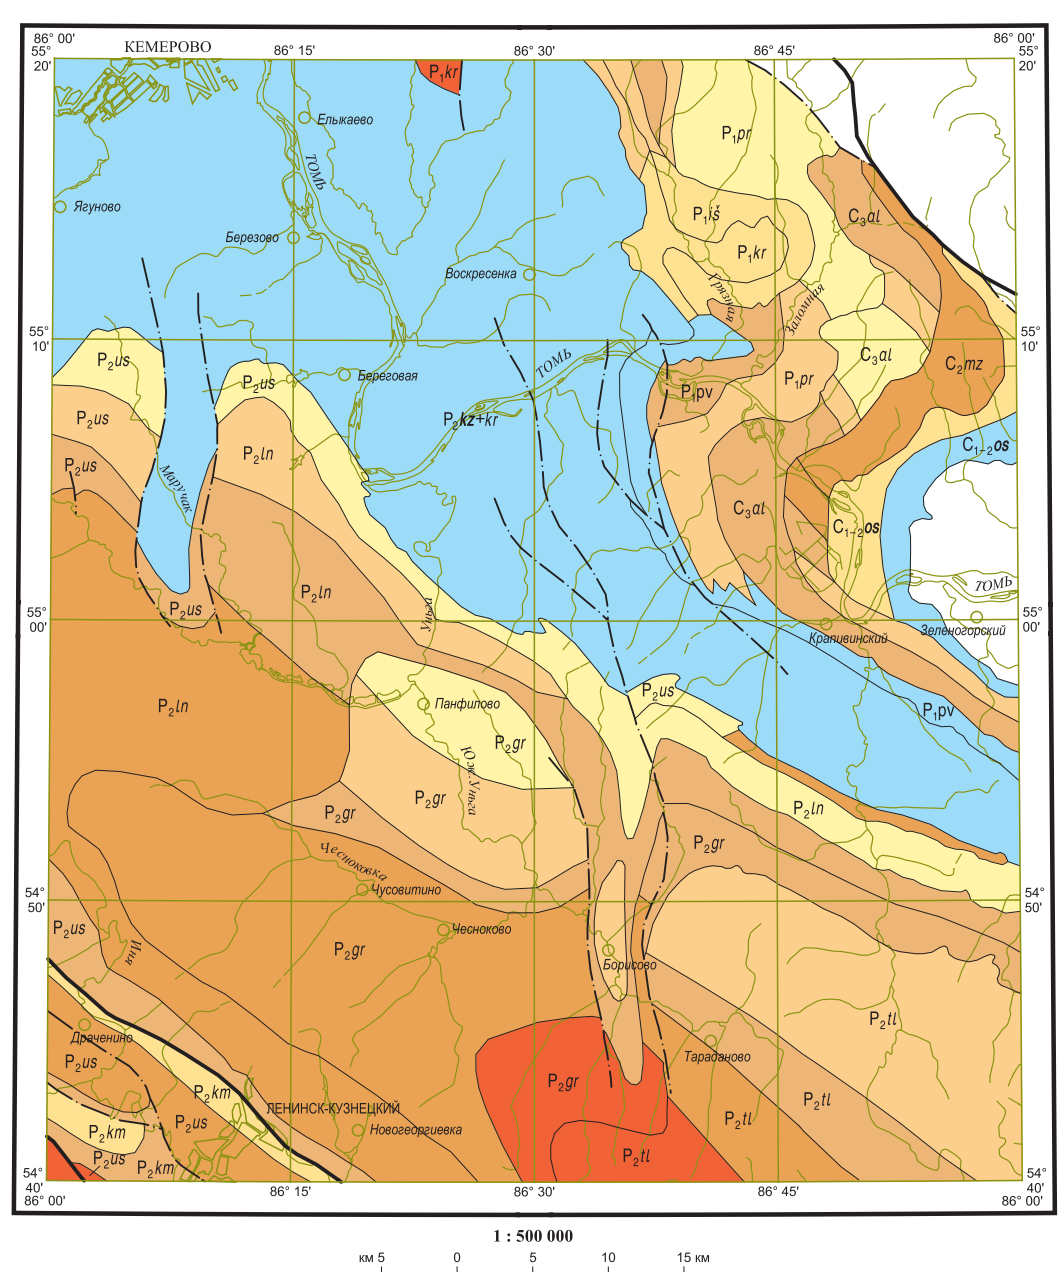 86° 00'
КЕМЕРОВО
86° 15'
86° 30'
86° 45'
86° 00'
55°
20'
55°
20'
P₁kr
Елыкаево
P₁pr
ТОМЬ
Ягуново
P₁iš
C₃al
Березово
P₁kr
Воскресенка
Грязная
Заломная
55°
10'
55°
10'
P₂us
P₂us
Береговая
ТОМЬ
C₃al
C₂mz
P₁pr
P₁pv
P₂us
P₂kz+kr
P₂ln
C₁₋₂os
P₂us
Маручак
C₃al
C₁₋₂os
P₂ln
ТОМЬ
55°
00'
P₂us
Уньга
Крапивинский
Зеленогорский
55°
00'
P₂ln
Панфилово
P₂us
P₁pv
P₂gr
Юж. Уньга
P₂gr
P₂gr
P₂ln
P₂gr
Чесноковка
Чусовитино
54°
50'
54°
50'
P₂us
Иня
P₂gr
Чесноково
Борисово
P₂tl
Драченино
P₂us
Тараданово
P₂gr
P₂km
ЛЕНИНСК-КУЗНЕЦКИЙ
P₂tl
P₂us
P₂tl
P₂km
Новогеоргиевка
P₂us
P₂km
P₂tl
54°
40'
54°
40'
86° 00'
86° 15'
86° 30'
86° 45'
86° 00'
1 : 500 000
км 5 0 5 10 15 км